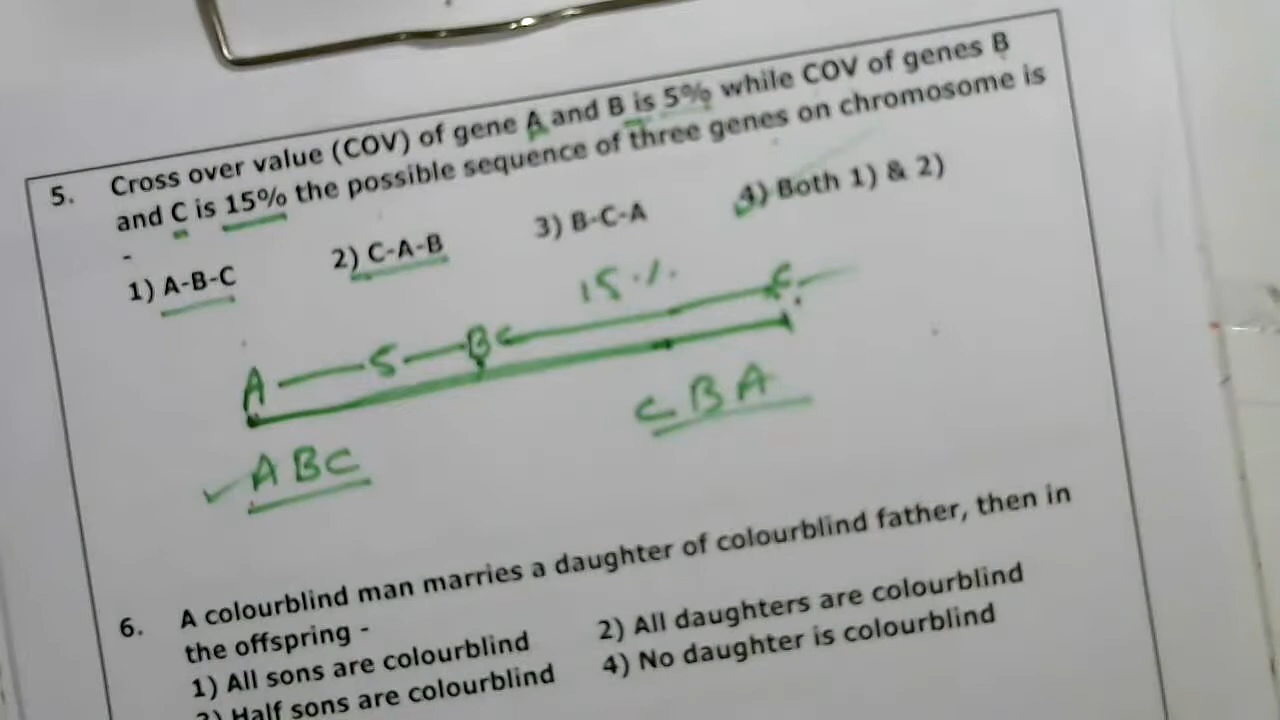 5. Cross over value (COV) of gene A and B is 5% while COV of genes B
and C is 15% the possible sequence of three genes on chromosome is
-
1) A-B-C 2) C-A-B 3) B-C-A 4) Both 1) & 2)
15 %
A 5 B C C
C B A
A B C
6. A colourblind man marries a daughter of colourblind father, then in
the offspring -
1) All sons are colourblind 2) All daughters are colourblind
3) Half sons are colourblind 4) No daughter is colourblind